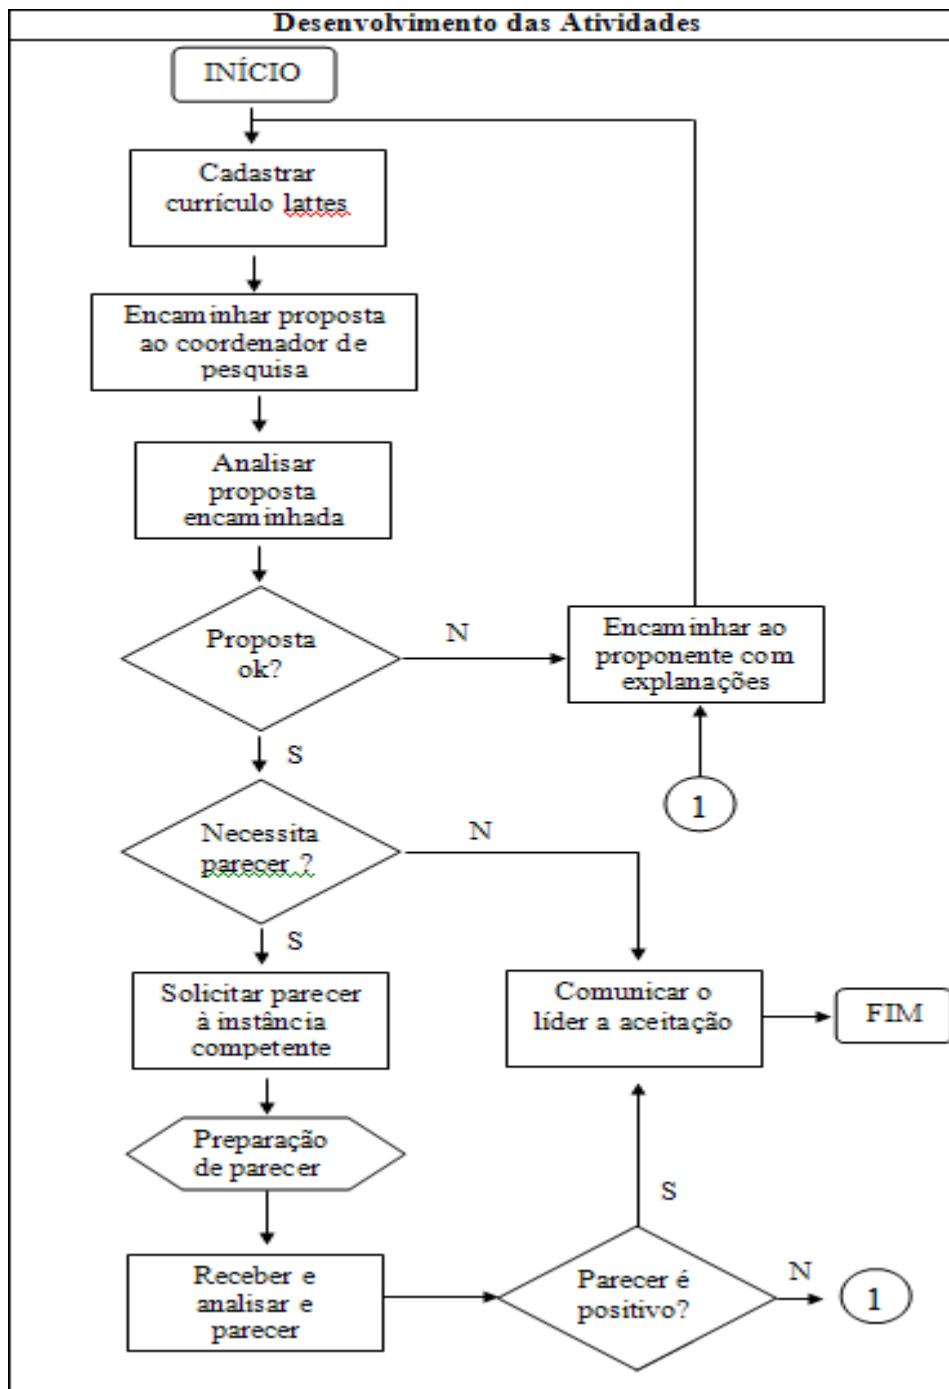 Desenvolvimento das Atividades
INÍCIO
Cadastrar
currículo lattes
Encaminhar proposta
ao coordenador de
pesquisa
Analisar
proposta
encaminhada
Proposta
ok?
N
Encaminhar ao
proponente com
explanações
S
1
Necessita
parecer ?
N
S
Solicitar parecer
à instância
competente
Comunicar o
líder a aceitação
FIM
Preparação
de parecer
S
Receber e
analisar e
parecer
Parecer é
positivo?
N
1